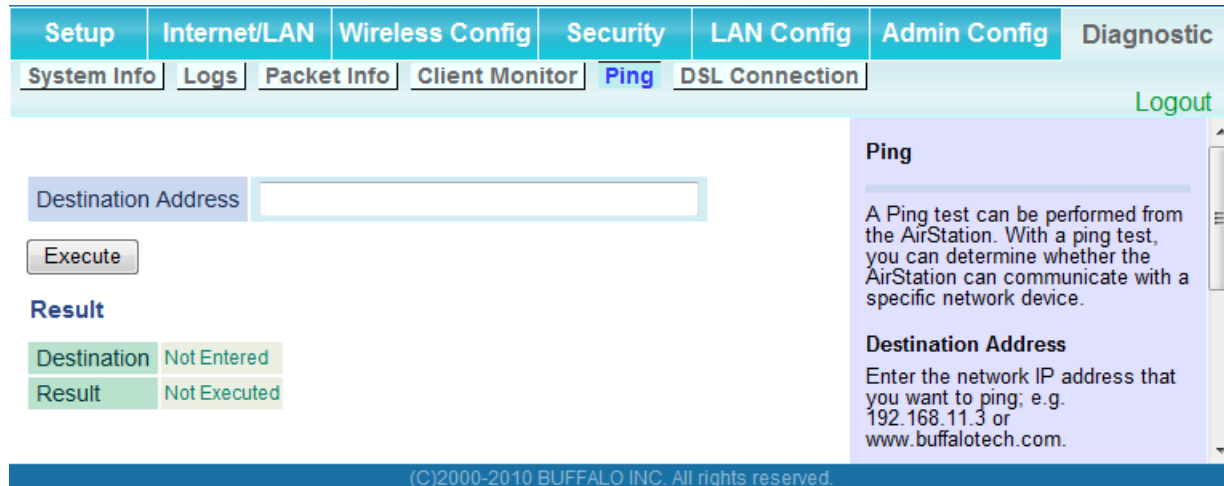 Setup Internet/LAN Wireless Config Security LAN Config Admin Config Diagnostic
System Info Logs Packet Info Client Monitor Ping DSL Connection
Logout
Destination Address
Execute
Result
Destination Not Entered
Result Not Executed
Ping
A Ping test can be performed from
the AirStation. With a ping test,
you can determine whether the
AirStation can communicate with a
specific network device.
Destination Address
Enter the network IP address that
you want to ping; e.g.
192.168.11.3 or
www.buffalotech.com.
(C)2000-2010 BUFFALO INC. All rights reserved.